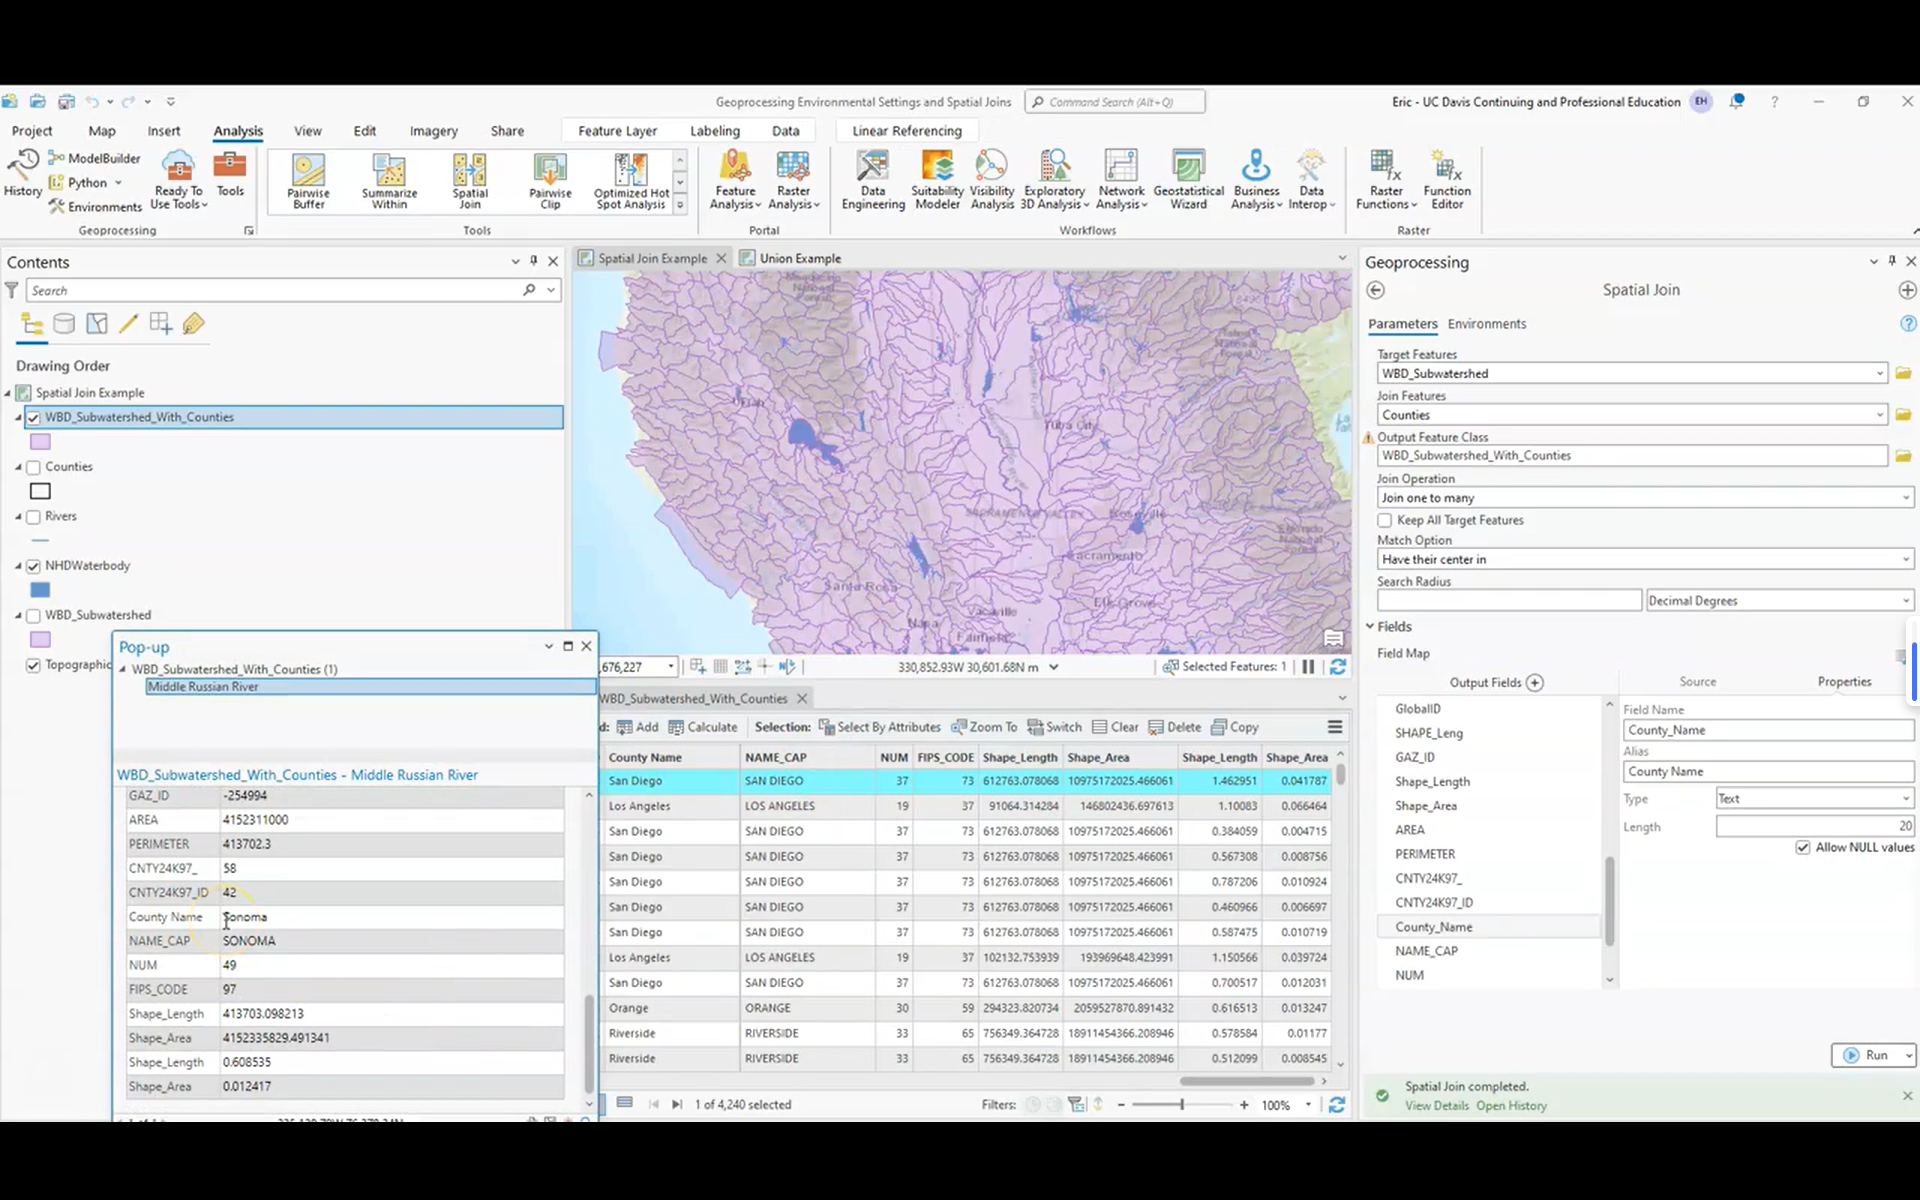 Geoprocessing Environmental Settings and Spatial Joins
Command Search (Alt+Q)
Eric - UC Davis Continuing and Professional Education
EH
?
Project
Map
Insert
Analysis
View
Edit
Imagery
Share
Feature Layer
Labeling
Data
Linear Referencing
History
ModelBuilder
Python
Environments
Ready To Use Tools
Tools
Geoprocessing
Pairwise Buffer
Summarize Within
Spatial Join
Pairwise Clip
Optimized Hot Spot Analysis
Tools
Feature Analysis
Raster Analysis
Portal
Data Engineering
Suitability Modeler
Visibility Analysis
Exploratory 3D Analysis
Network Analysis
Geostatistical Wizard
Business Analysis
Data Interop
Workflows
Raster Functions
Function Editor
Raster
Contents
Search
Drawing Order
Spatial Join Example
WBD_Subwatershed_With_Counties
Counties
Rivers
NHDWaterbody
WBD_Subwatershed
Topographic
Pop-up
WBD_Subwatershed_With_Counties (1)
Middle Russian River
WBD_Subwatershed_With_Counties - Middle Russian River
GAZ_ID -254994
AREA 4152311000
PERIMETER 413702.3
CNTY24K97_ 58
CNTY24K97_ID 42
County Name Sonoma
NAME_CAP SONOMA
NUM 49
FIPS_CODE 97
Shape_Length 413703.098213
Shape_Area 4152335829.491341
Shape_Length 0.608535
Shape_Area 0.012417
Spatial Join Example
Union Example
Ukiah
Yuba City
SACRAMENTO VALLEY
Roseville
Sacramento
Santa Rosa
Vacaville
Elk Grove
Napa
Fairfield
,676,227
330,852.93W 30,601.68N m
Selected Features: 1
WBD_Subwatershed_With_Counties
Add
Calculate
Selection:
Select By Attributes
Zoom To
Switch
Clear
Delete
Copy
County Name NAME_CAP NUM FIPS_CODE Shape_Length Shape_Area Shape_Length Shape_Area
San Diego SAN DIEGO 37 73 612763.078068 10975172025.466061 1.462951 0.041787
Los Angeles LOS ANGELES 19 37 91064.314284 146802436.697613 1.10083 0.066464
San Diego SAN DIEGO 37 73 612763.078068 10975172025.466061 0.384059 0.004715
San Diego SAN DIEGO 37 73 612763.078068 10975172025.466061 0.567308 0.008756
San Diego SAN DIEGO 37 73 612763.078068 10975172025.466061 0.787206 0.010924
San Diego SAN DIEGO 37 73 612763.078068 10975172025.466061 0.460966 0.006697
San Diego SAN DIEGO 37 73 612763.078068 10975172025.466061 0.587475 0.010719
Los Angeles LOS ANGELES 19 37 102132.753939 193969648.423991 1.150566 0.039724
San Diego SAN DIEGO 37 73 612763.078068 10975172025.466061 0.700517 0.012031
Orange ORANGE 30 59 294323.820734 2059527870.891432 0.616513 0.013247
Riverside RIVERSIDE 33 65 756349.364728 18911454366.208946 0.578584 0.01177
Riverside RIVERSIDE 33 65 756349.364728 18911454366.208946 0.512099 0.008545
1 of 4,240 selected
Filters:
100%
Geoprocessing
Spatial Join
Parameters
Environments
Target Features
WBD_Subwatershed
Join Features
Counties
Output Feature Class
WBD_Subwatershed_With_Counties
Join Operation
Join one to many
Keep All Target Features
Match Option
Have their center in
Search Radius
Decimal Degrees
Fields
Field Map
Output Fields
Source
Properties
GlobalID
SHAPE_Leng
GAZ_ID
Shape_Length
Shape_Area
AREA
PERIMETER
CNTY24K97_
CNTY24K97_ID
County_Name
NAME_CAP
NUM
Field Name
County_Name
Alias
County Name
Type Text
Length 20
Allow NULL values
Run
Spatial Join completed.
View Details Open History